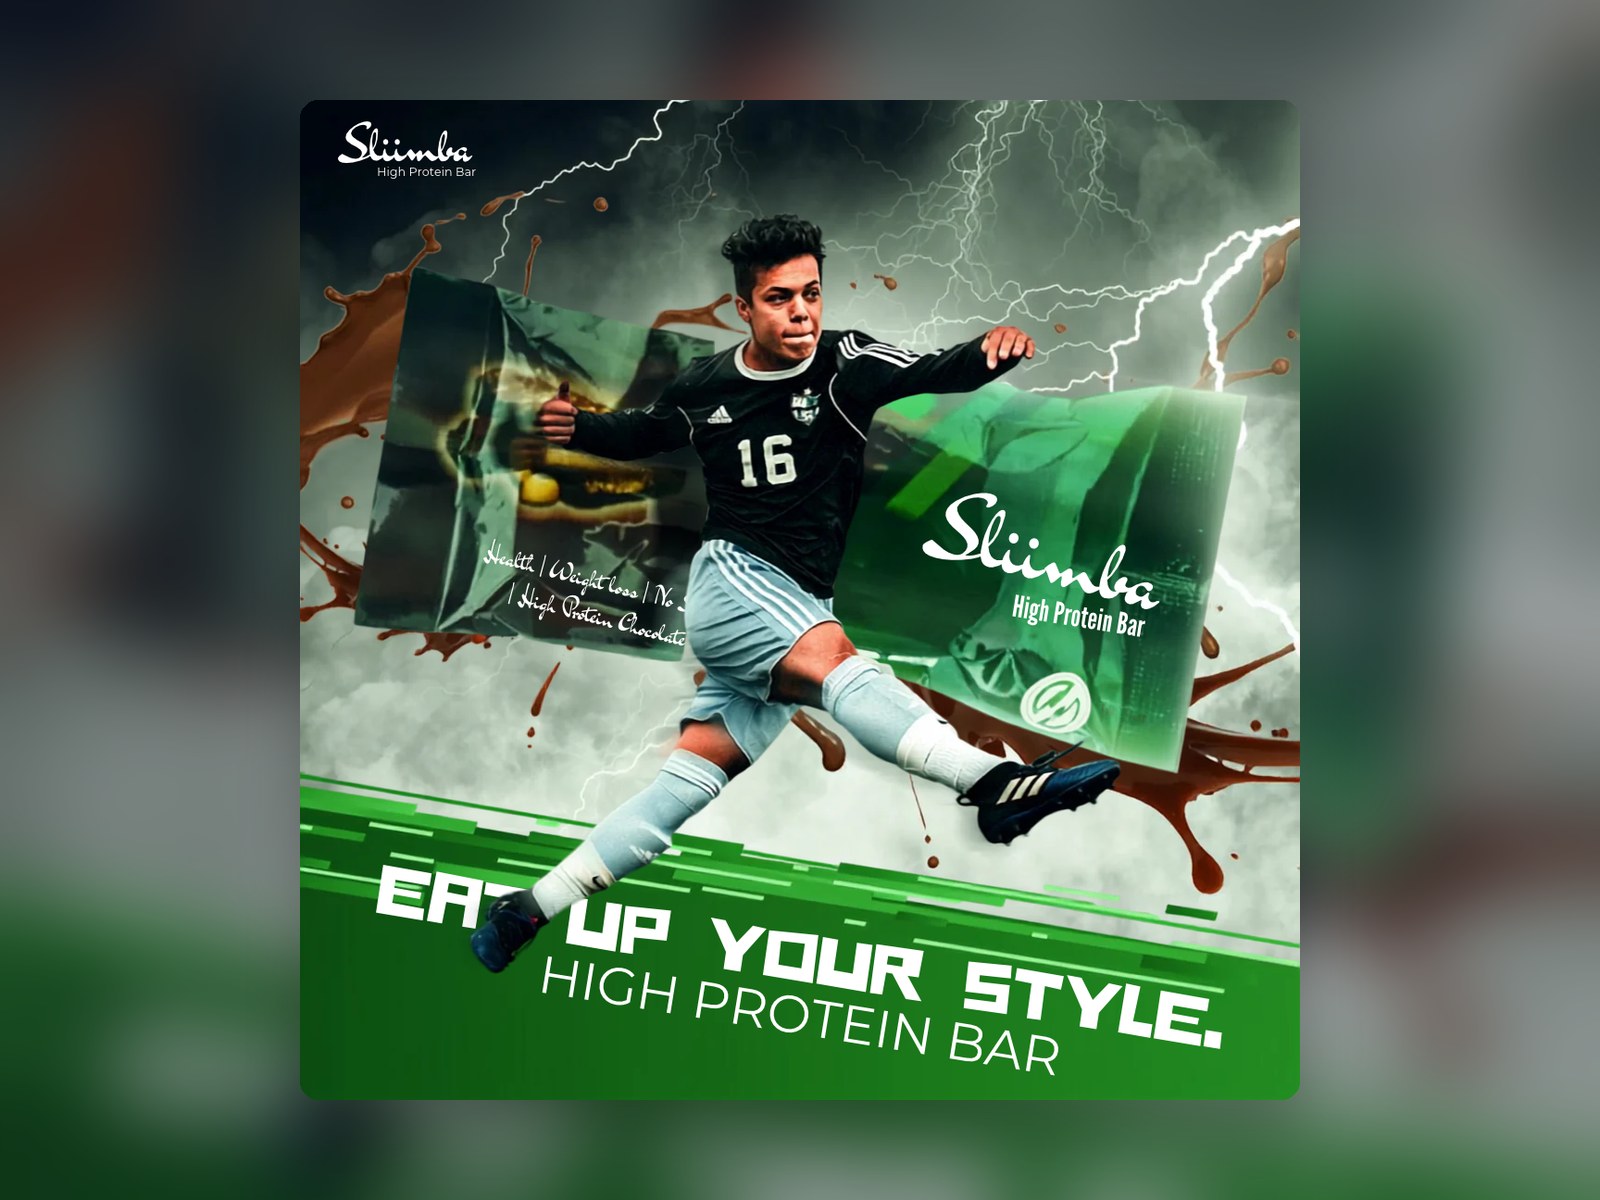 Sliimba
High Protein Bar
16
Health | Weight loss | No
| High Protein Chocolate
Sliimba
High Protein Bar
EAT UP YOUR STYLE.
HIGH PROTEIN BAR